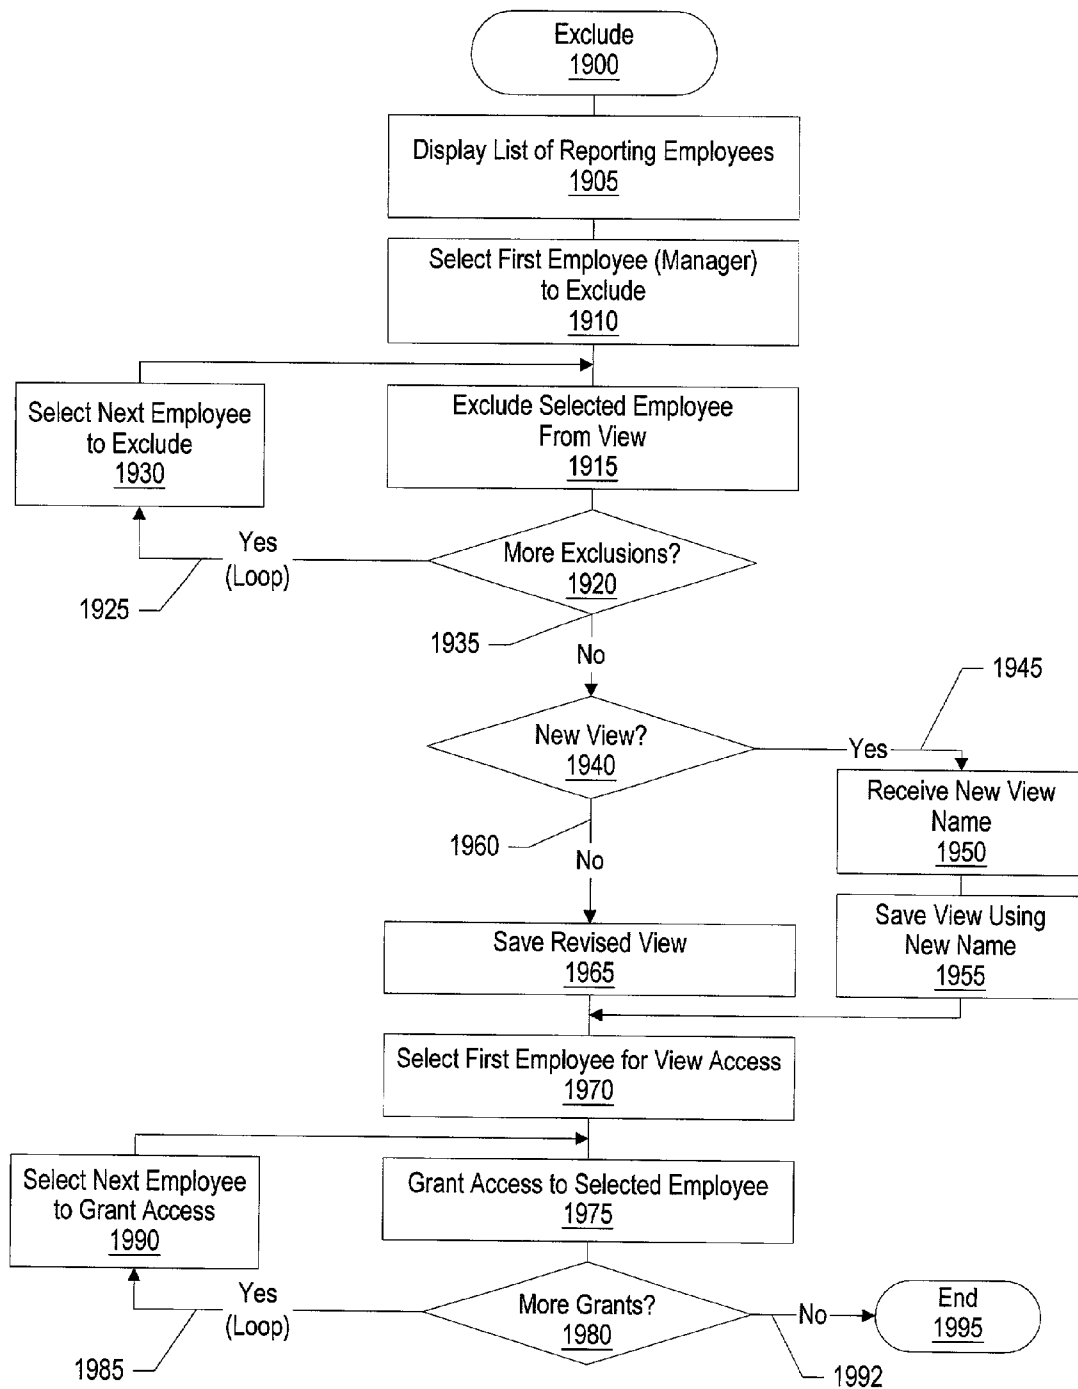 Exclude
1900
Display List of Reporting Employees
1905
Select First Employee (Manager)
to Exclude
1910
Select Next Employee
to Exclude
1930
Exclude Selected Employee
From View
1915
Yes
(Loop)
1925
More Exclusions?
1920
1935
No
1945
New View?
1940
Yes
Receive New View
Name
1950
1960
No
Save View Using
New Name
1955
Save Revised View
1965
Select First Employee for View Access
1970
Select Next Employee
to Grant Access
1990
Grant Access to Selected Employee
1975
Yes
(Loop)
1985
More Grants?
1980
No
1992
End
1995